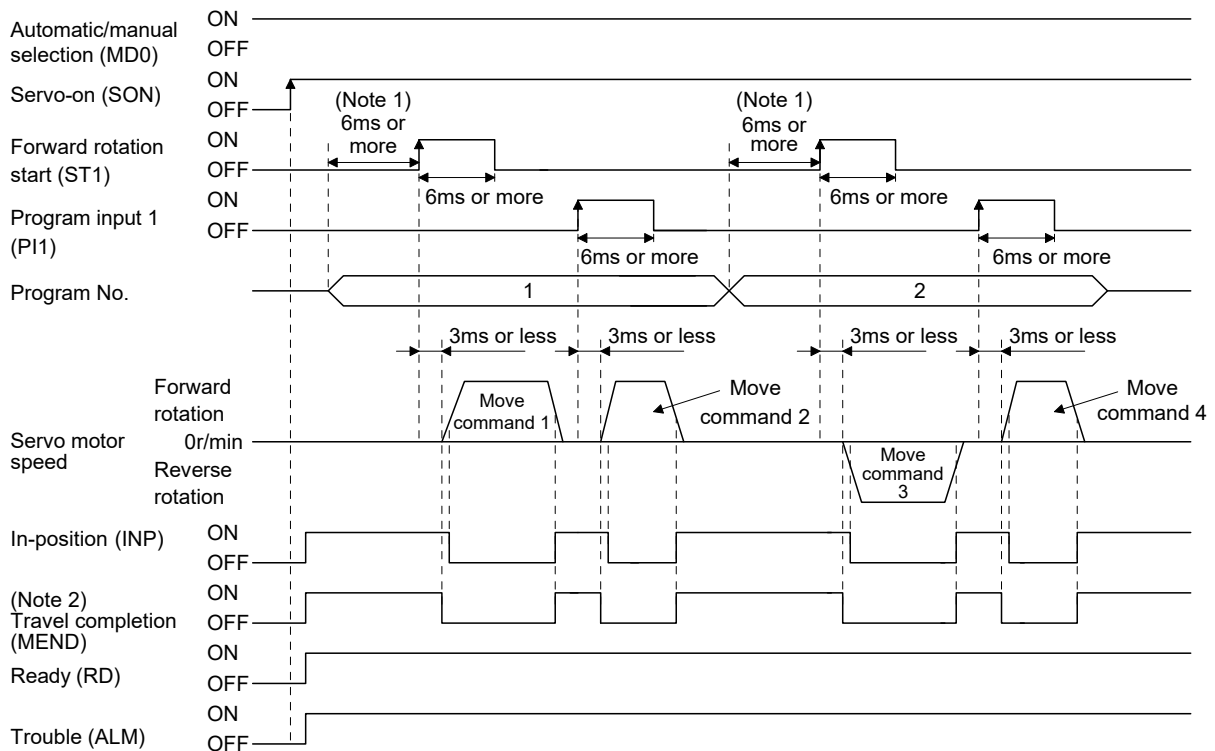 Automatic/manual
selection (MD0)
ON
OFF
Servo-on (SON)
ON
OFF
(Note 1)
6ms or
more
(Note 1)
6ms or
more
Forward rotation
start (ST1)
ON
OFF
6ms or more
6ms or more
Program input 1
(PI1)
ON
OFF
6ms or more
6ms or more
Program No.
1
2
3ms or less
3ms or less
3ms or less
3ms or less
Servo motor
speed
Forward
rotation
0r/min
Reverse
rotation
Move
command 1
Move
command 2
Move
command
3
Move
command 4
In-position (INP)
ON
OFF
(Note 2)
Travel completion
(MEND)
ON
OFF
Ready (RD)
ON
OFF
Trouble (ALM)
ON
OFF